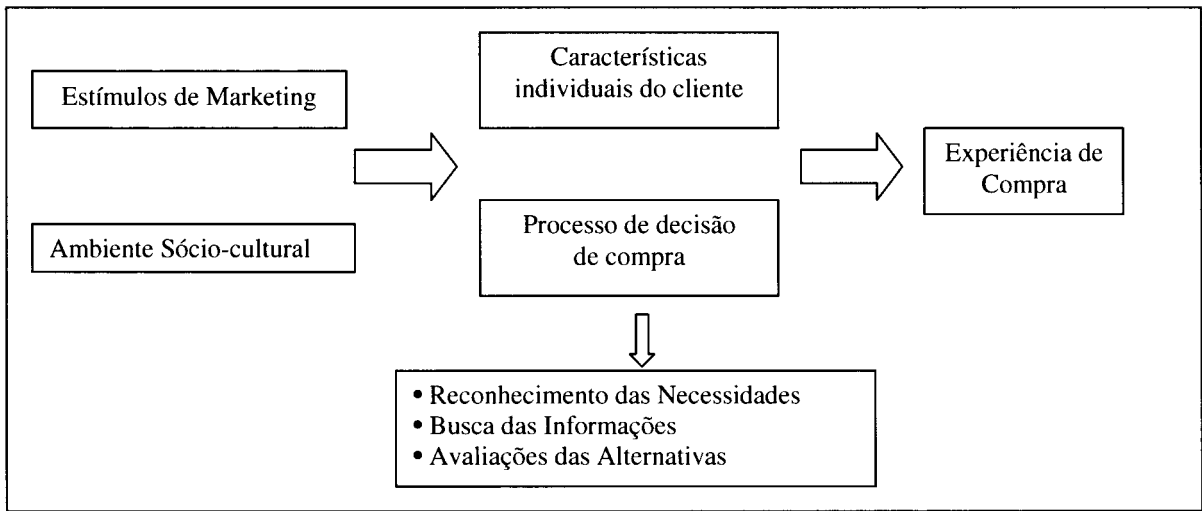 Estímulos de Marketing
Ambiente Sócio-cultural
Características
individuais do cliente
Processo de decisão
de compra
• Reconhecimento das Necessidades
• Busca das Informações
• Avaliações das Alternativas
Experiência de
Compra